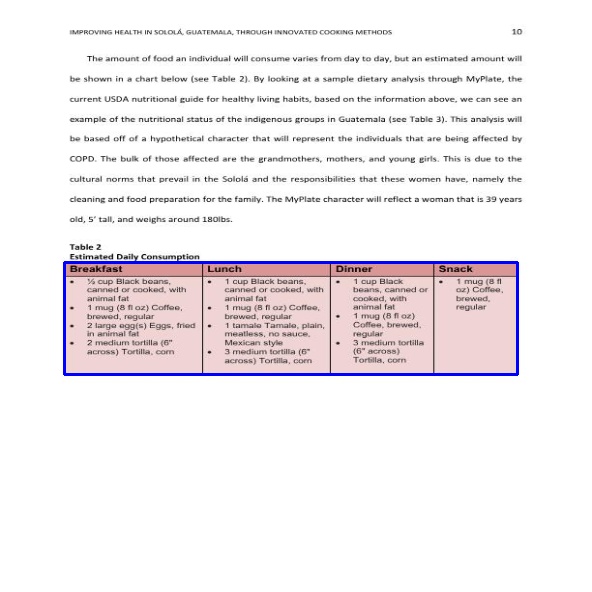 IMPROVING HEALTH IN SOLOLÁ, GUATEMALA, THROUGH INNOVATED COOKING METHODS 10
The amount of food an individual will consume varies from day to day, but an estimated amount will
be shown in a chart below (see Table 2). By looking at a sample dietary analysis through MyPlate, the
current USDA nutritional guide for healthy living habits, based on the information above, we can see an
example of the nutritional status of the indigenous groups in Guatemala (see Table 3). This analysis will
be based off of a hypothetical character that will represent the individuals that are being affected by
COPD. The bulk of those affected are the grandmothers, mothers, and young girls. This is due to the
cultural norms that prevail in the Sololá and the responsibilities that these women have, namely the
cleaning and food preparation for the family. The MyPlate character will reflect a woman that is 39 years
old, 5’ tall, and weighs around 180lbs.
Table 2
Estimated Daily Consumption
Breakfast
• ½ cup Black beans,
canned or cooked, with
animal fat
• 1 mug (8 fl oz) Coffee,
brewed, regular
• 2 large egg(s) Eggs, fried
in animal fat
• 2 medium tortilla (6"
across) Tortilla, corn
Lunch
• 1 cup Black beans,
canned or cooked, with
animal fat
• 1 mug (8 fl oz) Coffee,
brewed, regular
• 1 tamale Tamale, plain,
meatless, no sauce,
Mexican style
• 3 medium tortilla (6"
across) Tortilla, corn
Dinner
• 1 cup Black
beans, canned or
cooked, with
animal fat
• 1 mug (8 fl oz)
Coffee, brewed,
regular
• 3 medium tortilla
(6" across)
Tortilla, corn
Snack
• 1 mug (8 fl
oz) Coffee,
brewed,
regular